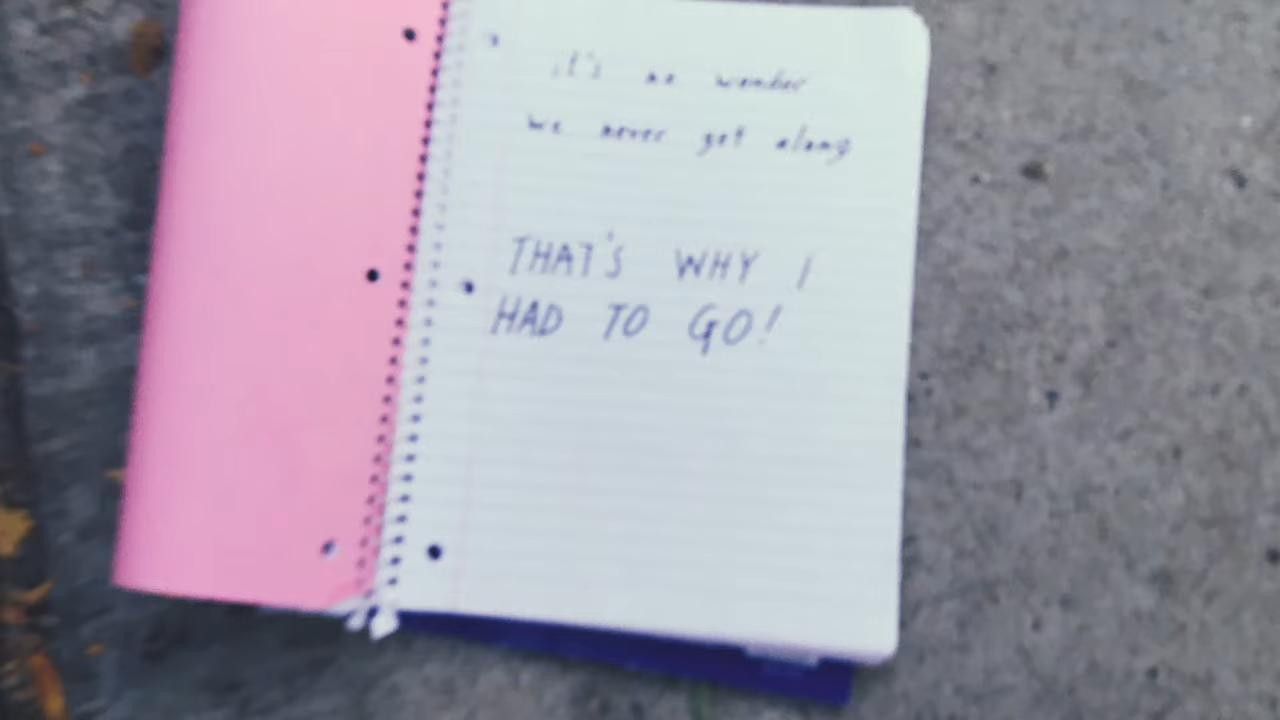 it's no wonder
we never get along
THAT'S WHY I
HAD TO GO!